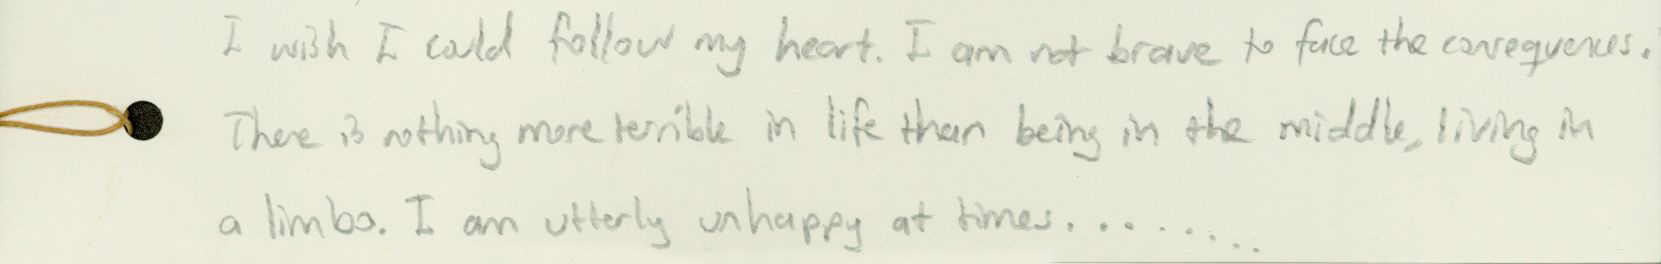 I wish I could follow my heart. I am not brave to face the consequences.
There is nothing more terrible in life than being in the middle, living in
a limbo. I am utterly unhappy at times.........